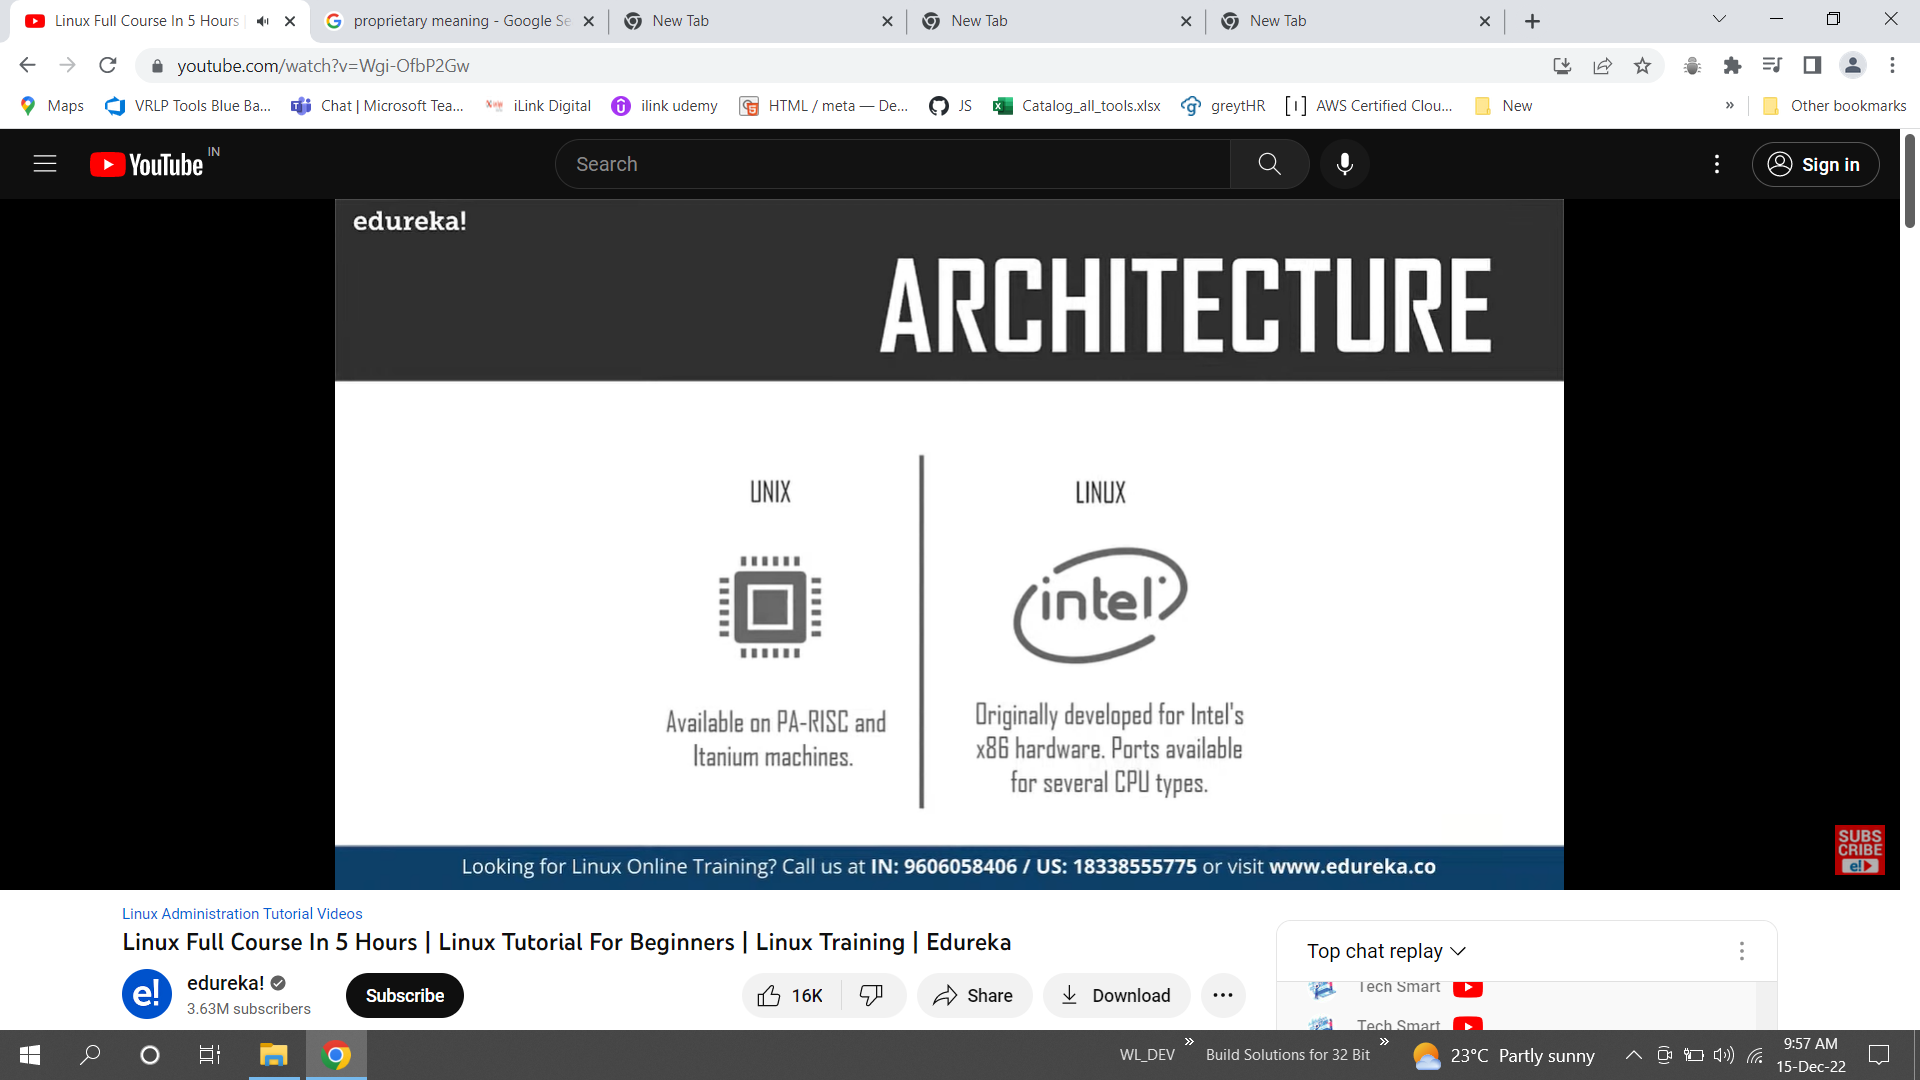 Linux Full Course In 5 Hours
proprietary meaning - Google Se
New Tab
New Tab
New Tab
youtube.com/watch?v=Wgi-OfbP2Gw
Maps
VRLP Tools Blue Ba...
Chat | Microsoft Tea...
iLink Digital
ilink udemy
HTML / meta — De...
JS
Catalog_all_tools.xlsx
greytHR
AWS Certified Clou...
New
»
Other bookmarks
YouTube IN
Search
Sign in
edureka!
ARCHITECTURE
UNIX
LINUX
intel
Available on PA-RISC and
Itanium machines.
Originally developed for Intel's
x86 hardware. Ports available
for several CPU types.
SUBS
CRIBE
e!
Looking for Linux Online Training? Call us at IN: 9606058406 / US: 18338555775 or visit www.edureka.co
Linux Administration Tutorial Videos
Linux Full Course In 5 Hours | Linux Tutorial For Beginners | Linux Training | Edureka
e!
edureka!
3.63M subscribers
Subscribe
16K
Share
Download
Top chat replay
Tech Smart
Tech Smart
WL_DEV »
Build Solutions for 32 Bit »
23°C Partly sunny
9:57 AM
15-Dec-22